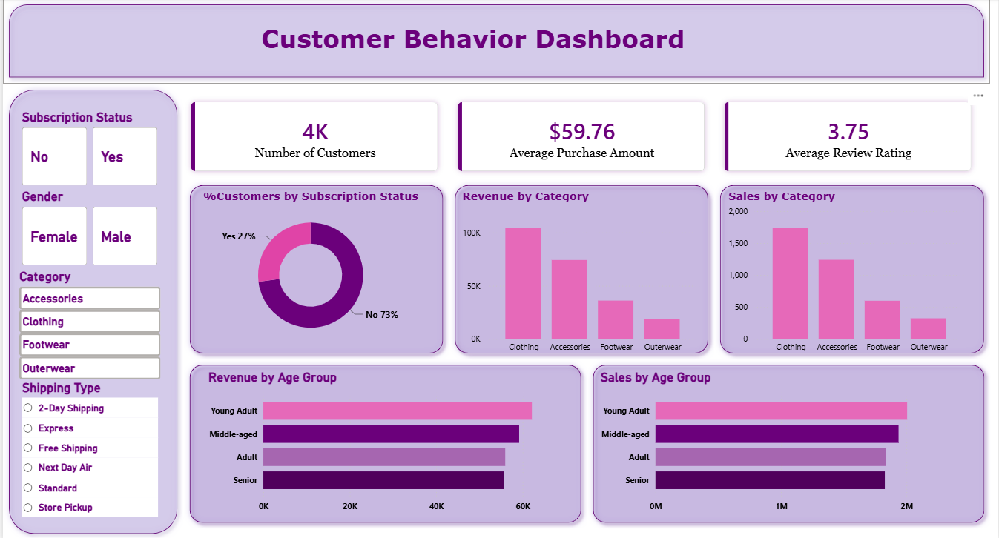 Customer Behavior Dashboard
Subscription Status
No
Yes
Gender
Female
Male
Category
Accessories
Clothing
Footwear
Outerwear
Shipping Type
2-Day Shipping
Express
Free Shipping
Next Day Air
Standard
Store Pickup
4K
Number of Customers
$59.76
Average Purchase Amount
3.75
Average Review Rating
%Customers by Subscription Status
Yes 27%
No 73%
Revenue by Category
100K
50K
0K
Clothing Accessories Footwear Outerwear
Sales by Category
2,000
1,500
1,000
500
0
Clothing Accessories Footwear Outerwear
Revenue by Age Group
Young Adult
Middle-aged
Adult
Senior
0K 20K 40K 60K
Sales by Age Group
Young Adult
Middle-aged
Adult
Senior
0M 1M 2M